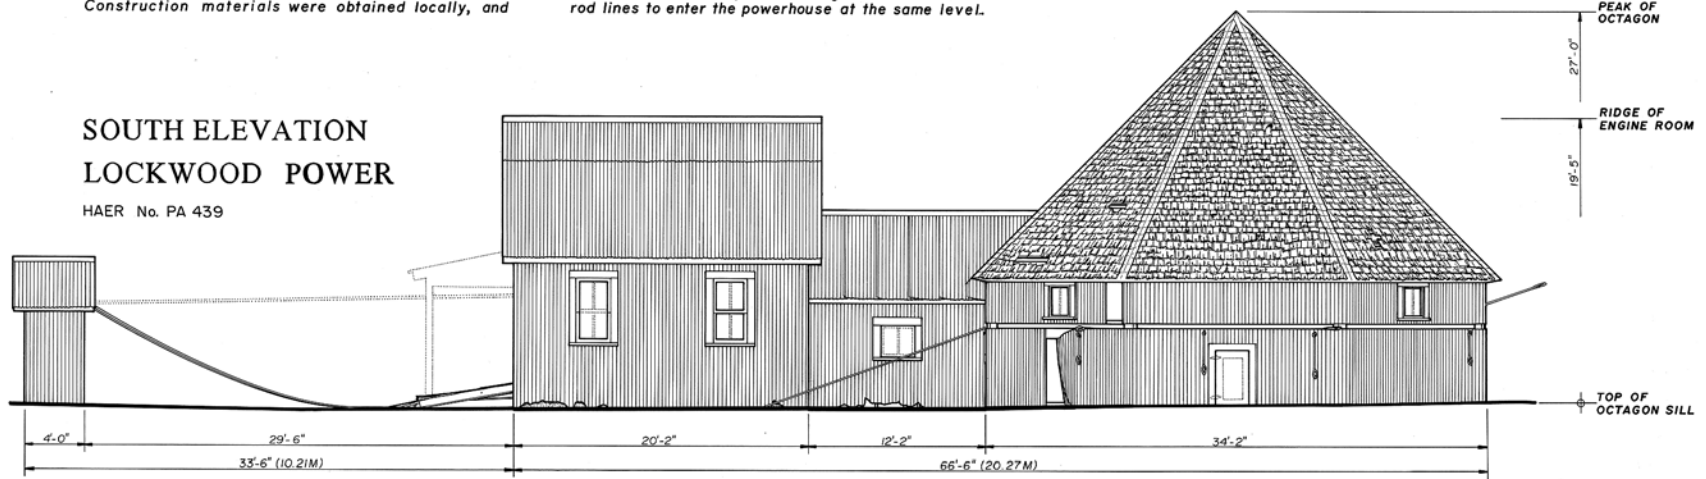 Construction materials were obtained locally, and
rod lines to enter the powerhouse at the same level.
SOUTH ELEVATION
LOCKWOOD POWER
HAER No. PA 439
PEAK OF
OCTAGON
27'-0"
RIDGE OF
ENGINE ROOM
19'-5"
TOP OF
OCTAGON SILL
4'-0"
29'-6"
20'-2"
12'-2"
34'-2"
33'-6" (10.21M)
66'-6" (20.27M)